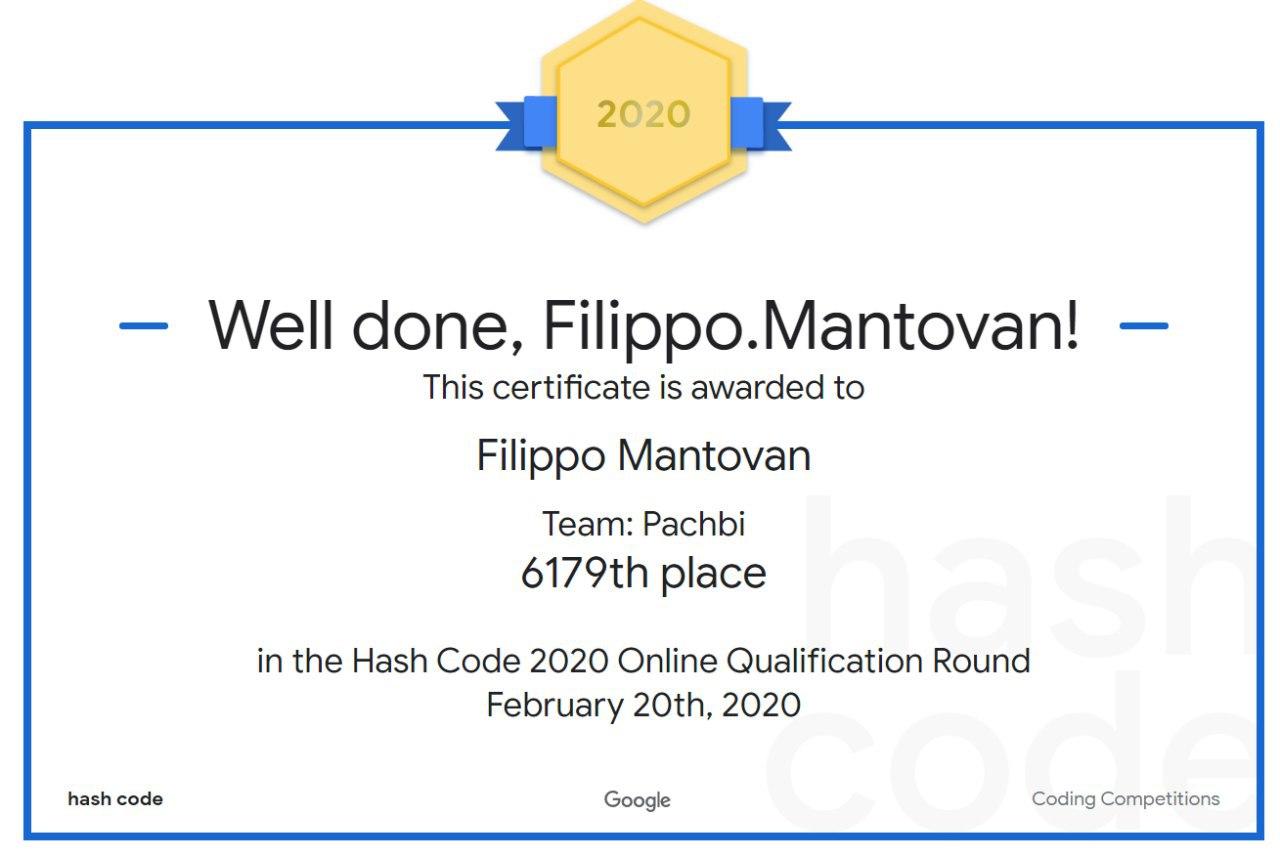 2020
Well done, Filippo.Mantovan!
This certificate is awarded to
Filippo Mantovan
Team: Pachbi
6179th place
in the Hash Code 2020 Online Qualification Round
February 20th, 2020
hash
code
hash code
Google
Coding Competitions